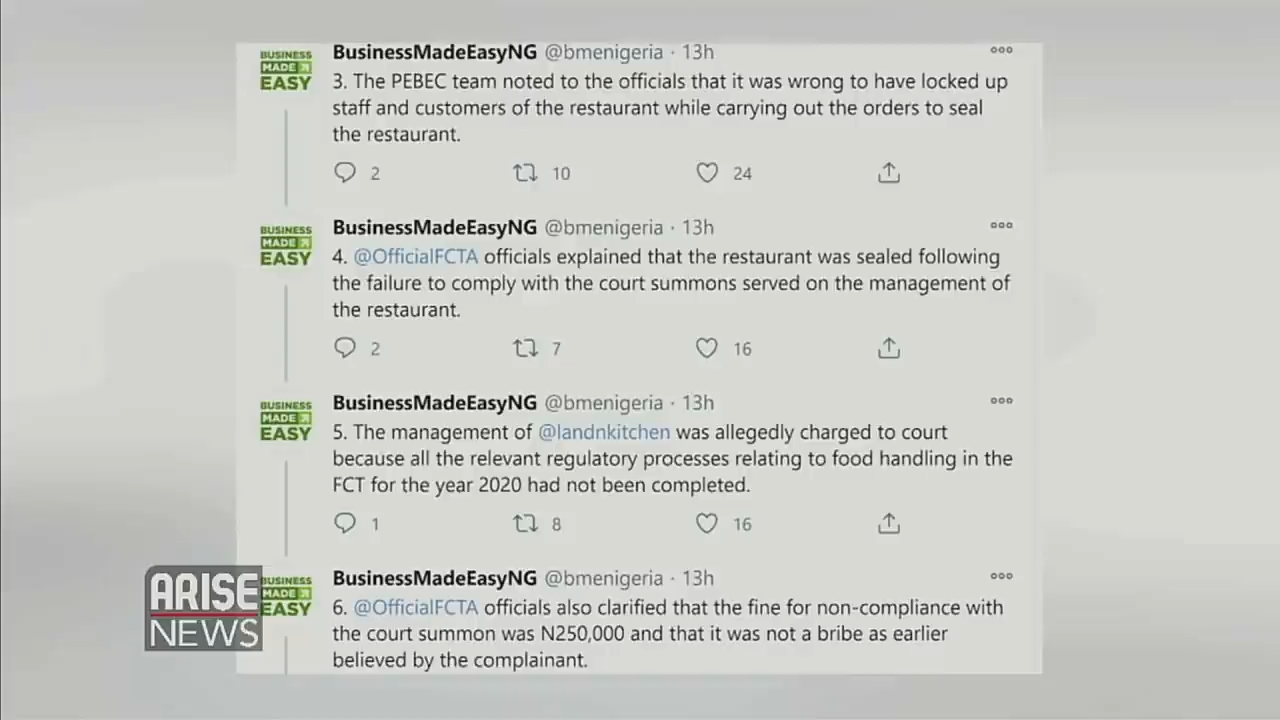 BUSINESS
MADE
EASY
BusinessMadeEasyNG @bmenigeria · 13h
3. The PEBEC team noted to the officials that it was wrong to have locked up
staff and customers of the restaurant while carrying out the orders to seal
the restaurant.
2 10 24
BUSINESS
MADE
EASY
BusinessMadeEasyNG @bmenigeria · 13h
4. @OfficialFCTA officials explained that the restaurant was sealed following
the failure to comply with the court summons served on the management of
the restaurant.
2 7 16
BUSINESS
MADE
EASY
BusinessMadeEasyNG @bmenigeria · 13h
5. The management of @landnkitchen was allegedly charged to court
because all the relevant regulatory processes relating to food handling in the
FCT for the year 2020 had not been completed.
1 8 16
BUSINESS
MADE
EASY
BusinessMadeEasyNG @bmenigeria · 13h
6. @OfficialFCTA officials also clarified that the fine for non-compliance with
the court summon was N250,000 and that it was not a bribe as earlier
believed by the complainant.
ARISE
NEWS